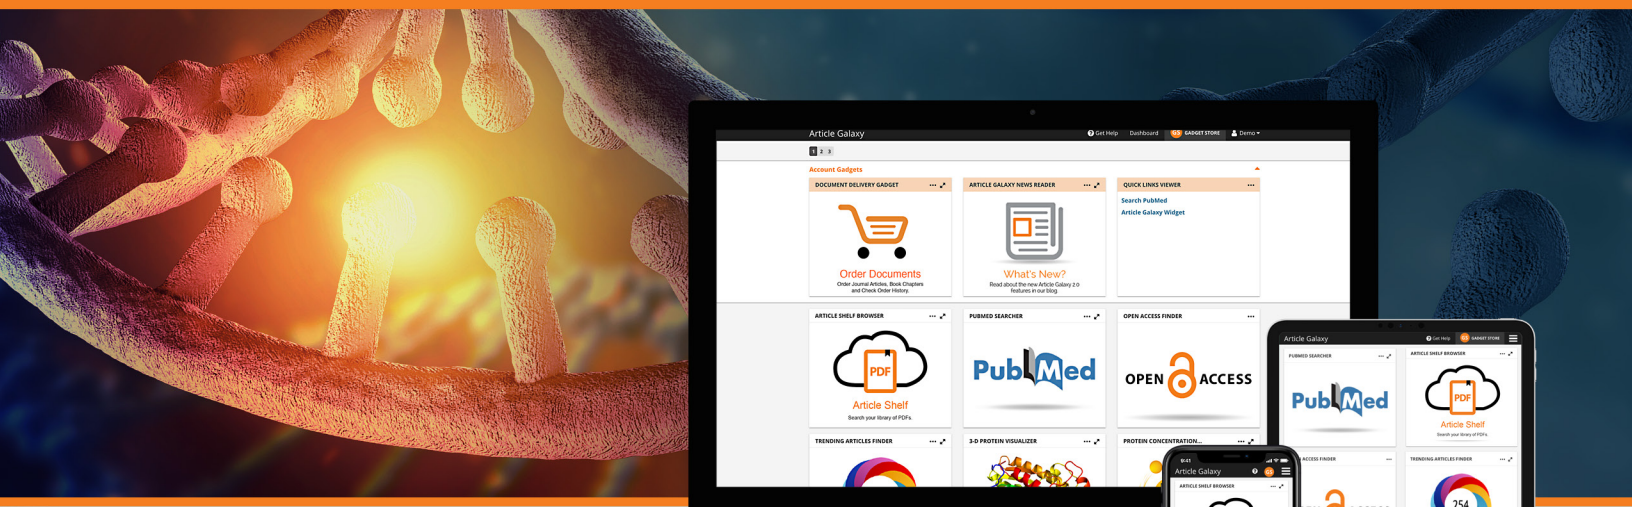 Article Galaxy
Get Help Dashboard GS GADGET STORE Demo
1 2 3
Account Gadgets
DOCUMENT DELIVERY GADGET
Order Documents
Order Journal Articles, Book Chapters
and Check Order History.
ARTICLE GALAXY NEWS READER
What's New?
Read about the new Article Galaxy 2.0
features in our blog
QUICK LINKS VIEWER
Search PubMed
Article Galaxy Widget
ARTICLE SHELF BROWSER
PDF
Article Shelf
Search your library of PDFs.
PUBMED SEARCHER
PubMed
OPEN ACCESS FINDER
OPEN ACCESS
TRENDING ARTICLES FINDER
3-D PROTEIN VISUALIZER
PROTEIN CONCENTRATION...
Article Galaxy
Get Help GS GADGET STORE
PUBMED SEARCHER
PubMed
ARTICLE SHELF BROWSER
PDF
Article Shelf
Search your library of PDFs.
ACCESS FINDER
TRENDING ARTICLES FINDER
254
9:41
Article Galaxy
GS
ARTICLE SHELF BROWSER